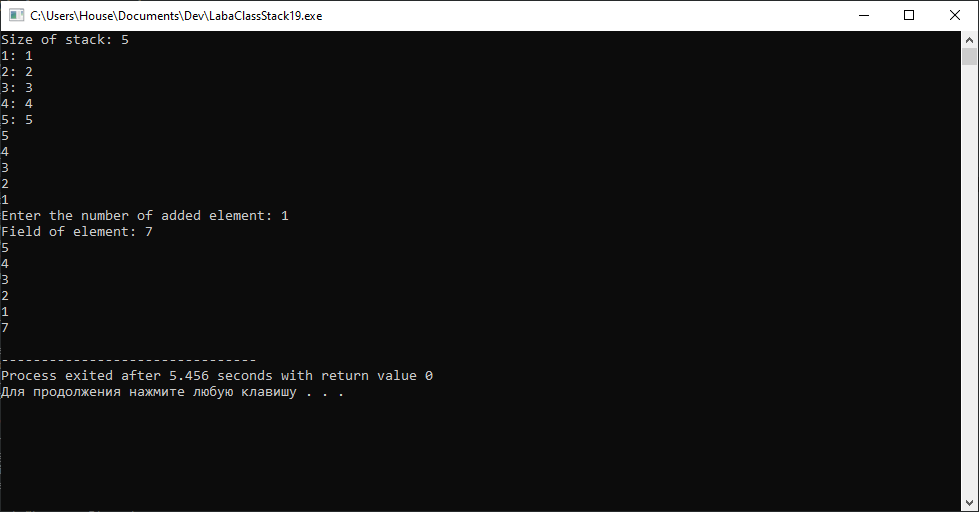 C:\Users\House\Documents\Dev\LabaClassStack19.exe
Size of stack: 5
1: 1
2: 2
3: 3
4: 4
5: 5
5
4
3
2
1
Enter the number of added element: 1
Field of element: 7
5
4
3
2
1
7
--------------------------------
Process exited after 5.456 seconds with return value 0
Для продолжения нажмите любую клавишу . . .